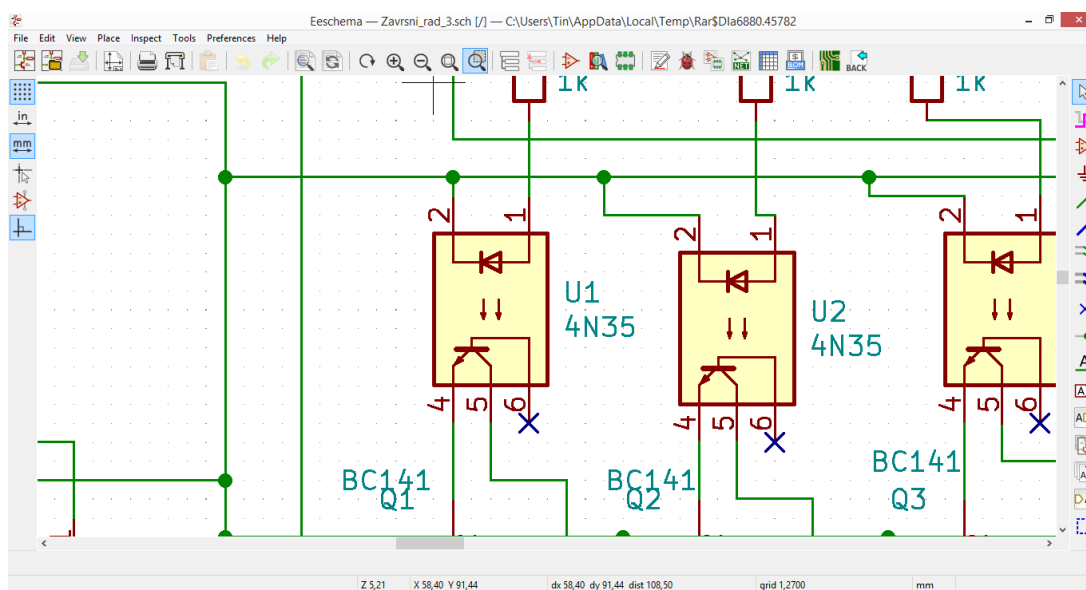 Eeschema — Zavrsni_rad_3.sch [/] — C:\Users\Tin\AppData\Local\Temp\Rar$DIa6880.45782
File Edit View Place Inspect Tools Preferences Help
NET
BOM
BACK
in
mm
1k
1k
2 1
2 1
2 1
U1
4N35
U2
4N35
4 5 6
4 5 6
4 5 6
BC141
Q1
BC141
Q2
BC141
Q3
A
A
Z 5,21 X 58,40 Y 91,44 dx 58,40 dy 91,44 dist 108,50 grid 1,2700 mm